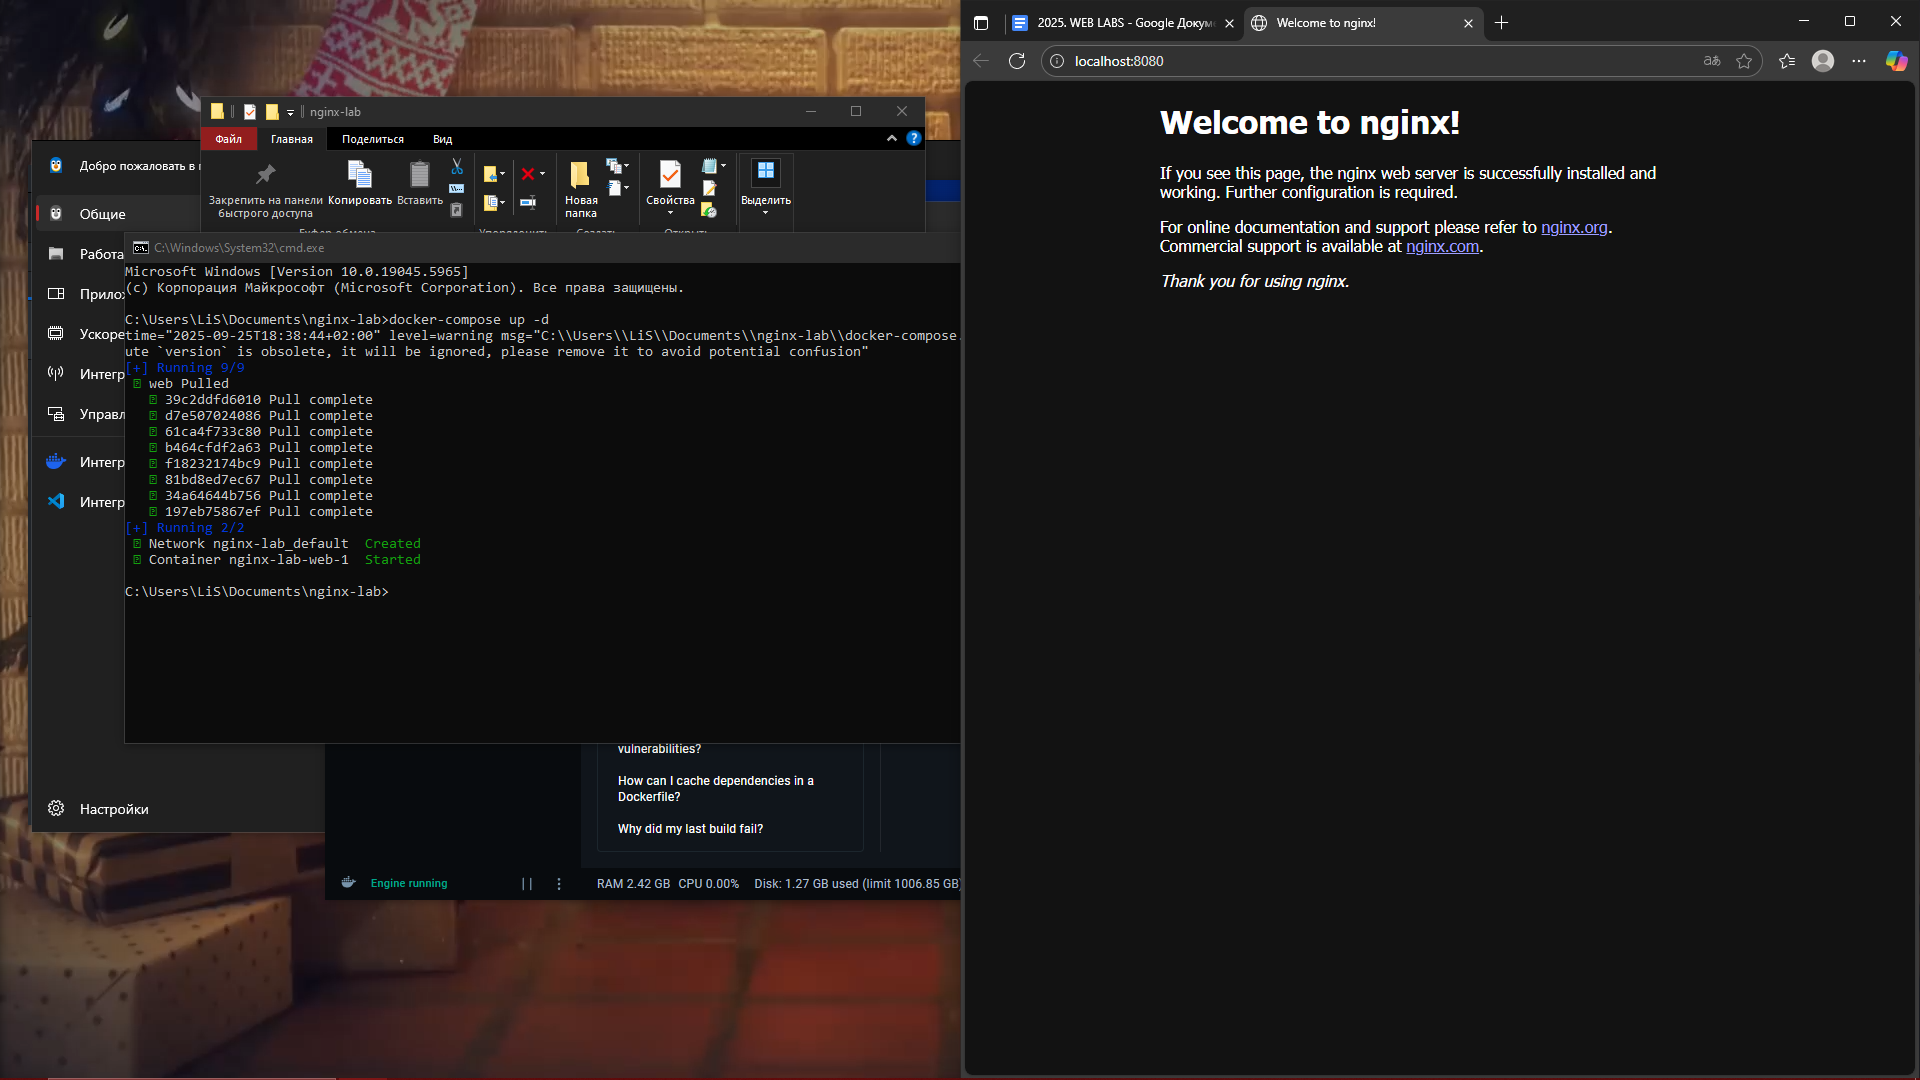 nginx-lab
Файл
Главная
Поделиться
Вид
Закрепить на панели
быстрого доступа
Копировать
Вставить
Новая
папка
Свойства
Выделить
Добро пожаловать в
Общие
Работа
Прило
Ускоре
Интегр
Управл
Интегр
Интегр
Настройки
C:\Windows\System32\cmd.exe
Microsoft Windows [Version 10.0.19045.5965]
(c) Корпорация Майкрософт (Microsoft Corporation). Все права защищены.
C:\Users\LiS\Documents\nginx-lab>docker-compose up -d
time="2025-09-25T18:38:44+02:00" level=warning msg="C:\\Users\\LiS\\Documents\\nginx-lab\\docker-compose.
ute `version` is obsolete, it will be ignored, please remove it to avoid potential confusion"
[+] Running 9/9
web Pulled
39c2ddfd6010 Pull complete
d7e507024086 Pull complete
61ca4f733c80 Pull complete
b464cfdf2a63 Pull complete
f18232174bc9 Pull complete
81bd8ed7ec67 Pull complete
34a64644b756 Pull complete
197eb75867ef Pull complete
[+] Running 2/2
Network nginx-lab_default Created
Container nginx-lab-web-1 Started
C:\Users\LiS\Documents\nginx-lab>
vulnerabilities?
How can I cache dependencies in a
Dockerfile?
Why did my last build fail?
Engine running
RAM 2.42 GB CPU 0.00% Disk: 1.27 GB used (limit 1006.85 GB)
2025. WEB LABS - Google Докум
Welcome to nginx!
localhost:8080
Welcome to nginx!
If you see this page, the nginx web server is successfully installed and
working. Further configuration is required.
For online documentation and support please refer to nginx.org.
Commercial support is available at nginx.com.
Thank you for using nginx.